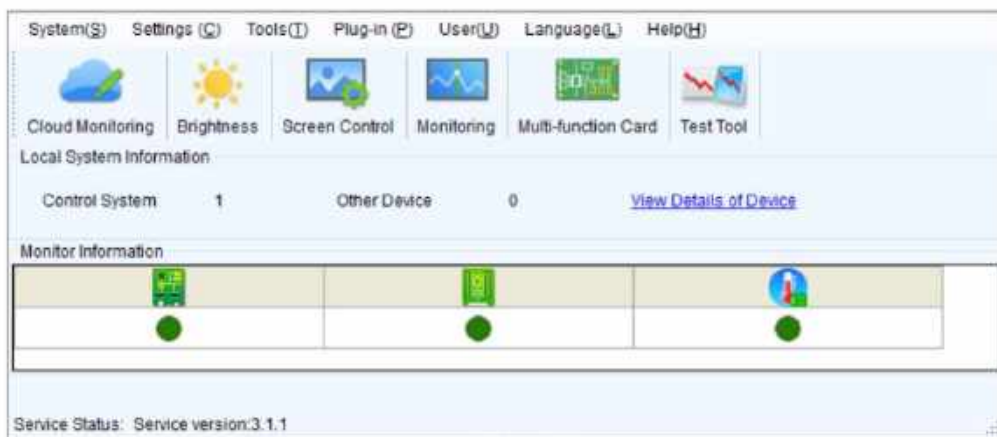 System(S) Settings (C) Tools(T) Plug-in (P) User(U) Language(L) Help(H)
Cloud Monitoring Brightness Screen Control Monitoring Multi-function Card Test Tool
Local System Information
Control System 1 Other Device 0 View Details of Device
Monitor Information
Service Status: Service version:3.1.1